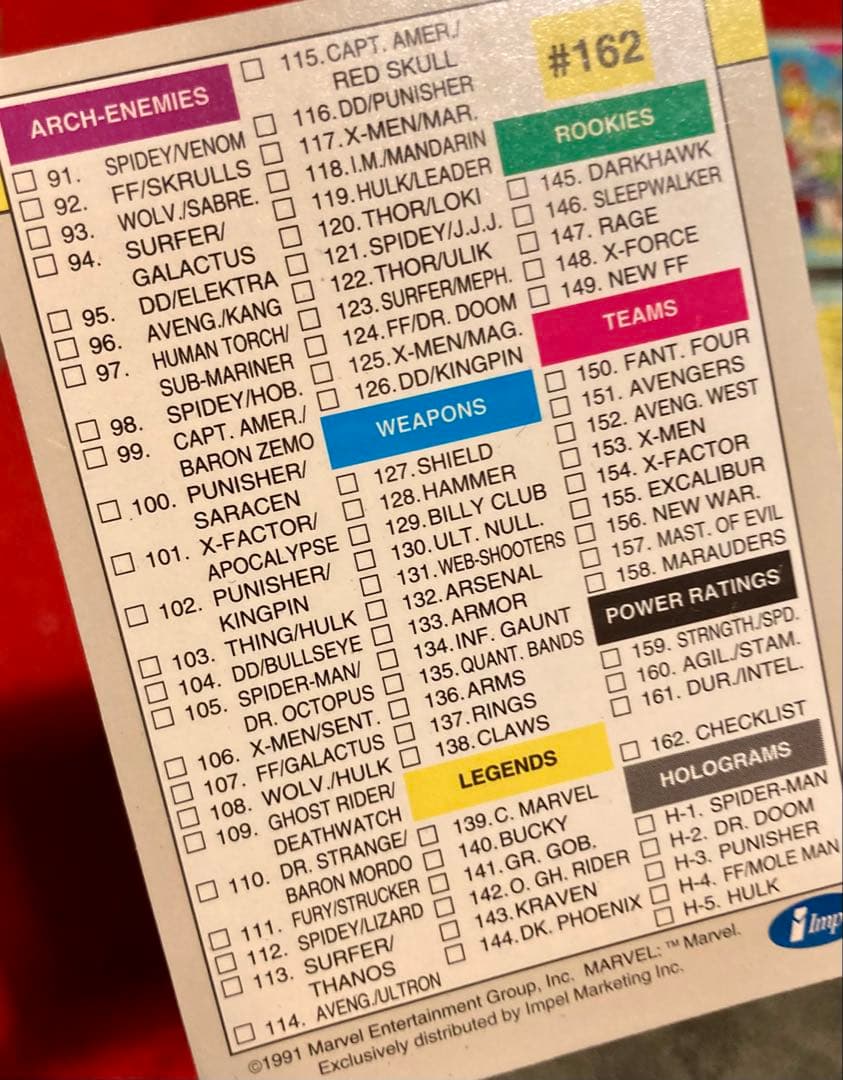 ARCH-ENEMIES
91. SPIDEY/VENOM
92. FF/SKRULLS
93. WOLV./SABRE.
94. SURFER/
GALACTUS
95. DD/ELEKTRA
96. AVENG./KANG
97. HUMAN TORCH/
SUB-MARINER
98. SPIDEY/HOB.
99. CAPT. AMER./
BARON ZEMO
100. PUNISHER/
SARACEN
101. X-FACTOR/
APOCALYPSE
102. PUNISHER/
KINGPIN
103. THING/HULK
104. DD/BULLSEYE
105. SPIDER-MAN/
DR. OCTOPUS
106. X-MEN/SENT.
107. FF/GALACTUS
108. WOLV./HULK
109. GHOST RIDER/
DEATHWATCH
110. DR. STRANGE/
BARON MORDO
111. FURY/STRUCKER
112. SPIDEY/LIZARD
113. SURFER/
THANOS
114. AVENG./ULTRON
115. CAPT. AMER./
RED SKULL
116. DD/PUNISHER
117. X-MEN/MAR.
118. I.M./MANDARIN
119. HULK/LEADER
120. THOR/LOKI
121. SPIDEY/J.J.J.
122. THOR/ULIK
123. SURFER/MEPH.
124. FF/DR. DOOM
125. X-MEN/MAG.
126. DD/KINGPIN
WEAPONS
127. SHIELD
128. HAMMER
129. BILLY CLUB
130. ULT. NULL.
131. WEB-SHOOTERS
132. ARSENAL
133. ARMOR
134. INF. GAUNT
135. QUANT. BANDS
136. ARMS
137. RINGS
138. CLAWS
LEGENDS
139. C. MARVEL
140. BUCKY
141. GR. GOB.
142. O. GH. RIDER
143. KRAVEN
144. DK. PHOENIX
#162
ROOKIES
145. DARKHAWK
146. SLEEPWALKER
147. RAGE
148. X-FORCE
149. NEW FF
TEAMS
150. FANT. FOUR
151. AVENGERS
152. AVENG. WEST
153. X-MEN
154. X-FACTOR
155. EXCALIBUR
156. NEW WAR.
157. MAST. OF EVIL
158. MARAUDERS
POWER RATINGS
159. STRNGTH./SPD.
160. AGIL./STAM.
161. DUR./INTEL.
162. CHECKLIST
HOLOGRAMS
H-1. SPIDER-MAN
H-2. DR. DOOM
H-3. PUNISHER
H-4. FF/MOLE MAN
H-5. HULK
©1991 Marvel Entertainment Group, Inc. MARVEL: ™ Marvel.
Exclusively distributed by Impel Marketing Inc.
Imp